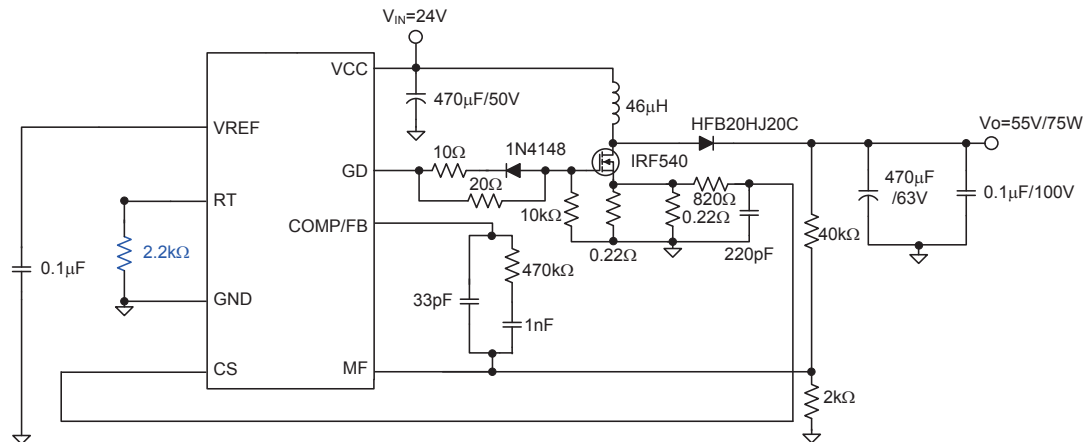 VIN=24V
VCC
470μF/50V
46μH
VREF
HFB20HJ20C
Vo=55V/75W
1N4148
IRF540
10Ω
GD
20Ω
470μF
/63V
0.1μF/100V
RT
820Ω
10kΩ
0.22Ω
COMP/FB
40kΩ
2.2kΩ
0.22Ω
220pF
0.1μF
470kΩ
GND
33pF
1nF
CS
MF
2kΩ